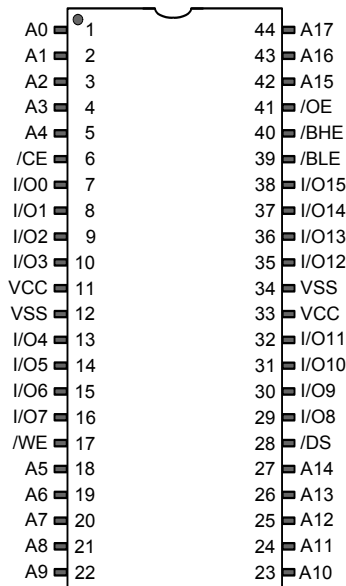 A0 1 44 A17
A1 2 43 A16
A2 3 42 A15
A3 4 41 /OE
A4 5 40 /BHE
/CE 6 39 /BLE
I/O0 7 38 I/O15
I/O1 8 37 I/O14
I/O2 9 36 I/O13
I/O3 10 35 I/O12
VCC 11 34 VSS
VSS 12 33 VCC
I/O4 13 32 I/O11
I/O5 14 31 I/O10
I/O6 15 30 I/O9
I/O7 16 29 I/O8
/WE 17 28 /DS
A5 18 27 A14
A6 19 26 A13
A7 20 25 A12
A8 21 24 A11
A9 22 23 A10